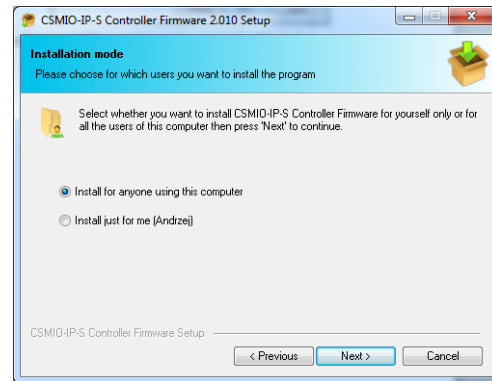 CSMIO-IP-S Controller Firmware 2.010 Setup
Installation mode
Please choose for which users you want to install the program
Select whether you want to install CSMIO-IP-S Controller Firmware for yourself only or for
all the users of this computer then press 'Next' to continue.
Install for anyone using this computer
Install just for me (Andrzej)
CSMIO-IP-S Controller Firmware Setup
< Previous
Next >
Cancel